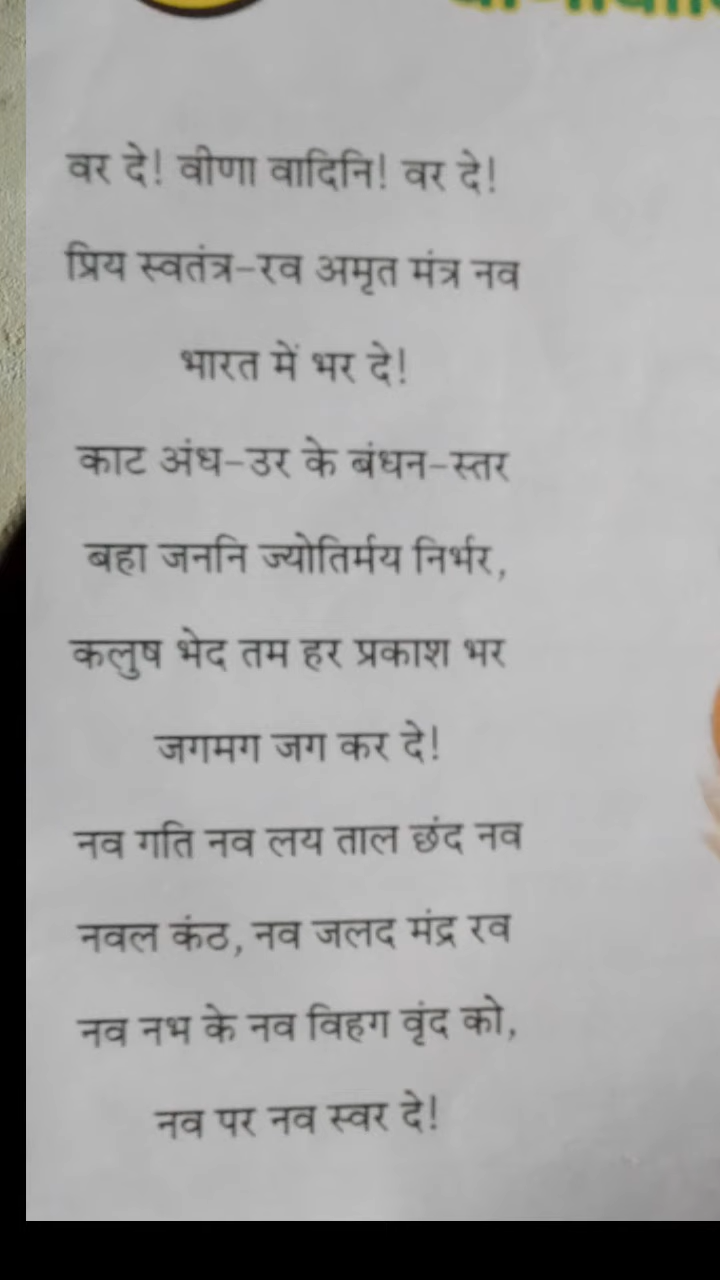 वर दे! वीणा वादिनि! वर दे!
प्रिय स्वतंत्र-रव अमृत मंत्र नव
भारत में भर दे!
काट अंध-उर के बंधन-स्तर
बहा जननि ज्योतिर्मय निर्भर,
कलुष भेद तम हर प्रकाश भर
जगमग जग कर दे!
नव गति नव लय ताल छंद नव
नवल कंठ, नव जलद मंद्र रव
नव नभ के नव विहग वृंद को,
नव पर नव स्वर दे!